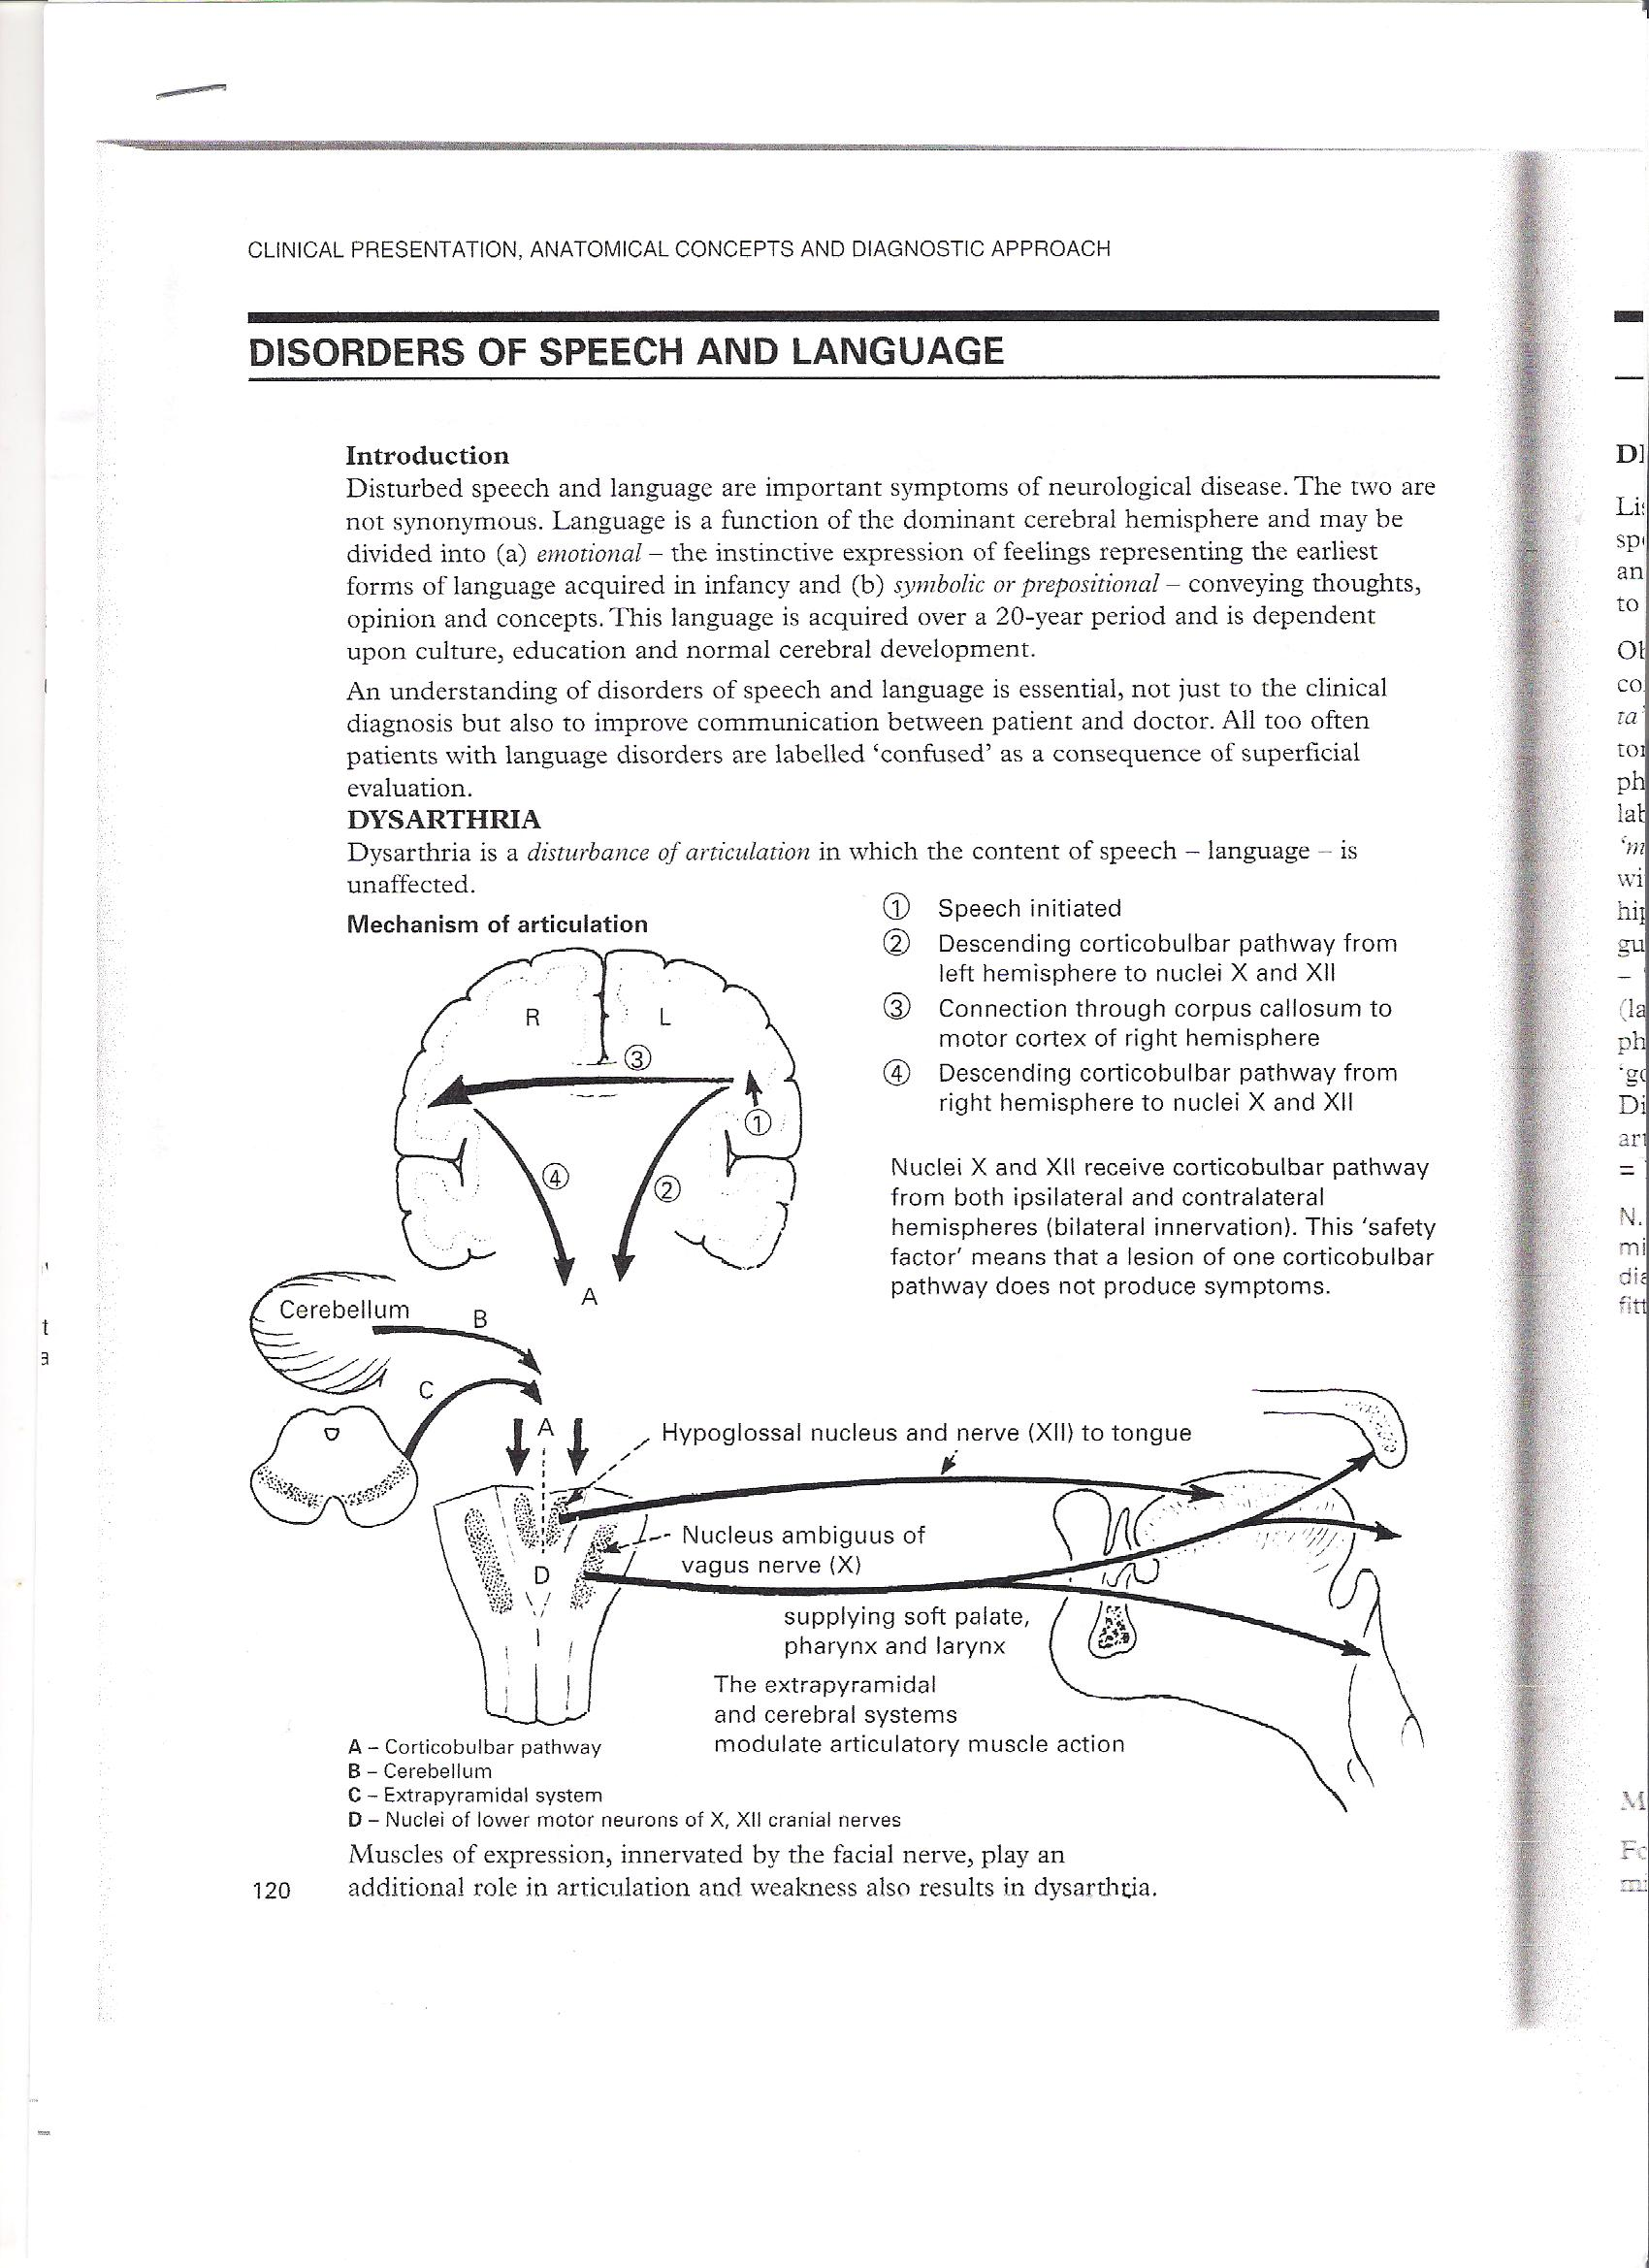 CLINICAL PRESENTATION, ANATOMICAL CONCEPTS AND DIAGNOSTIC APPROACH
DISORDERS OF SPEECH AND LANGUAGE
Introduction
Disturbed speech and language are important symptoms of neurological disease. The two are
not synonymous. Language is a function of the dominant cerebral hemisphere and may be
divided into (a) emotional – the instinctive expression of feelings representing the earliest
forms of language acquired in infancy and (b) symbolic or prepositional – conveying thoughts,
opinion and concepts. This language is acquired over a 20-year period and is dependent
upon culture, education and normal cerebral development.
An understanding of disorders of speech and language is essential, not just to the clinical
diagnosis but also to improve communication between patient and doctor. All too often
patients with language disorders are labelled ‘confused’ as a consequence of superficial
evaluation.
DYSARTHRIA
Dysarthria is a disturbance of articulation in which the content of speech – language – is
unaffected.
Mechanism of articulation
① Speech initiated
② Descending corticobulbar pathway from
left hemisphere to nuclei X and XII
③ Connection through corpus callosum to
motor cortex of right hemisphere
④ Descending corticobulbar pathway from
right hemisphere to nuclei X and XII
Nuclei X and XII receive corticobulbar pathway
from both ipsilateral and contralateral
hemispheres (bilateral innervation). This ‘safety
factor’ means that a lesion of one corticobulbar
pathway does not produce symptoms.
R L
③
①
④ ②
A
Cerebellum B
C
D
A
Hypoglossal nucleus and nerve (XII) to tongue
Nucleus ambiguus of
vagus nerve (X)
D
supplying soft palate,
pharynx and larynx
The extrapyramidal
and cerebral systems
modulate articulatory muscle action
A – Corticobulbar pathway
B – Cerebellum
C – Extrapyramidal system
D – Nuclei of lower motor neurons of X, XII cranial nerves
Muscles of expression, innervated by the facial nerve, play an
additional role in articulation and weakness also results in dysarthria.
120